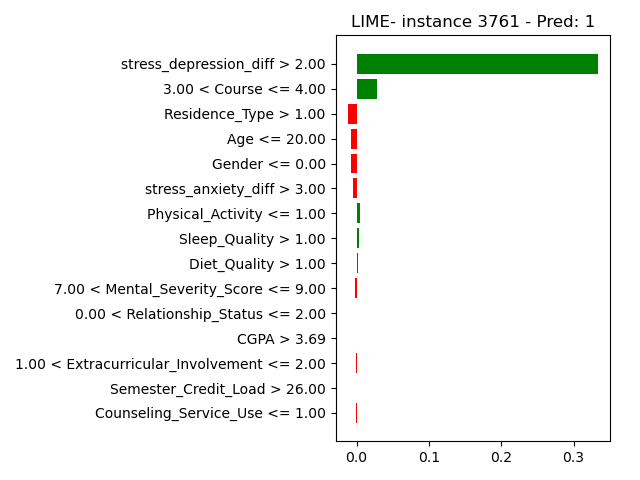 LIME- instance 3761 - Pred: 1
stress_depression_diff > 2.00
3.00 < Course <= 4.00
Residence_Type > 1.00
Age <= 20.00
Gender <= 0.00
stress_anxiety_diff > 3.00
Physical_Activity <= 1.00
Sleep_Quality > 1.00
Diet_Quality > 1.00
7.00 < Mental_Severity_Score <= 9.00
0.00 < Relationship_Status <= 2.00
CGPA > 3.69
1.00 < Extracurricular_Involvement <= 2.00
Semester_Credit_Load > 26.00
Counseling_Service_Use <= 1.00
0.0 0.1 0.2 0.3